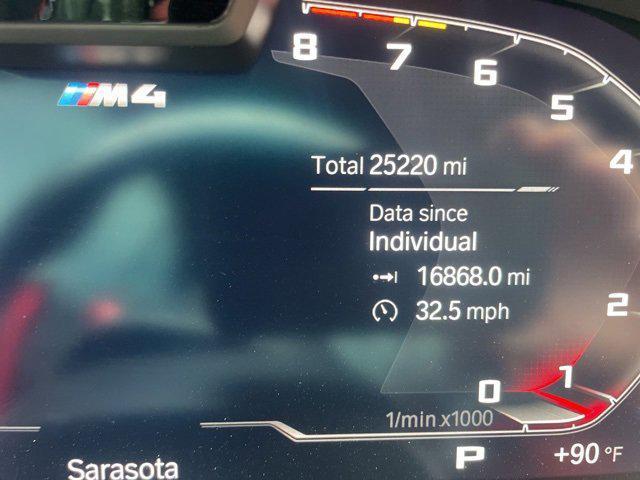 8
7
6
5
4
2
1
0
M4
Total 25220 mi
Data since
Individual
16868.0 mi
32.5 mph
1/min x1000
P
+90 °F
Sarasota